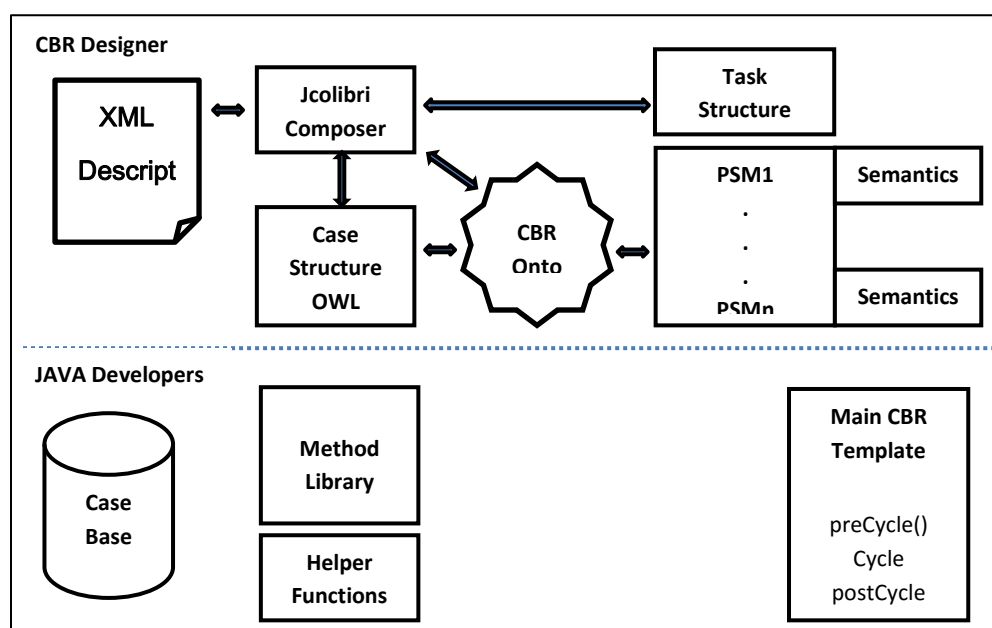 CBR Designer
XML
Descript
Jcolibri
Composer
Task
Structure
Case
Structure
OWL
CBR
Onto
PSM1
.
.
.
PSMn
Semantics
Semantics
JAVA Developers
Case
Base
Method
Library
Helper
Functions
Main CBR
Template
preCycle()
Cycle
postCycle